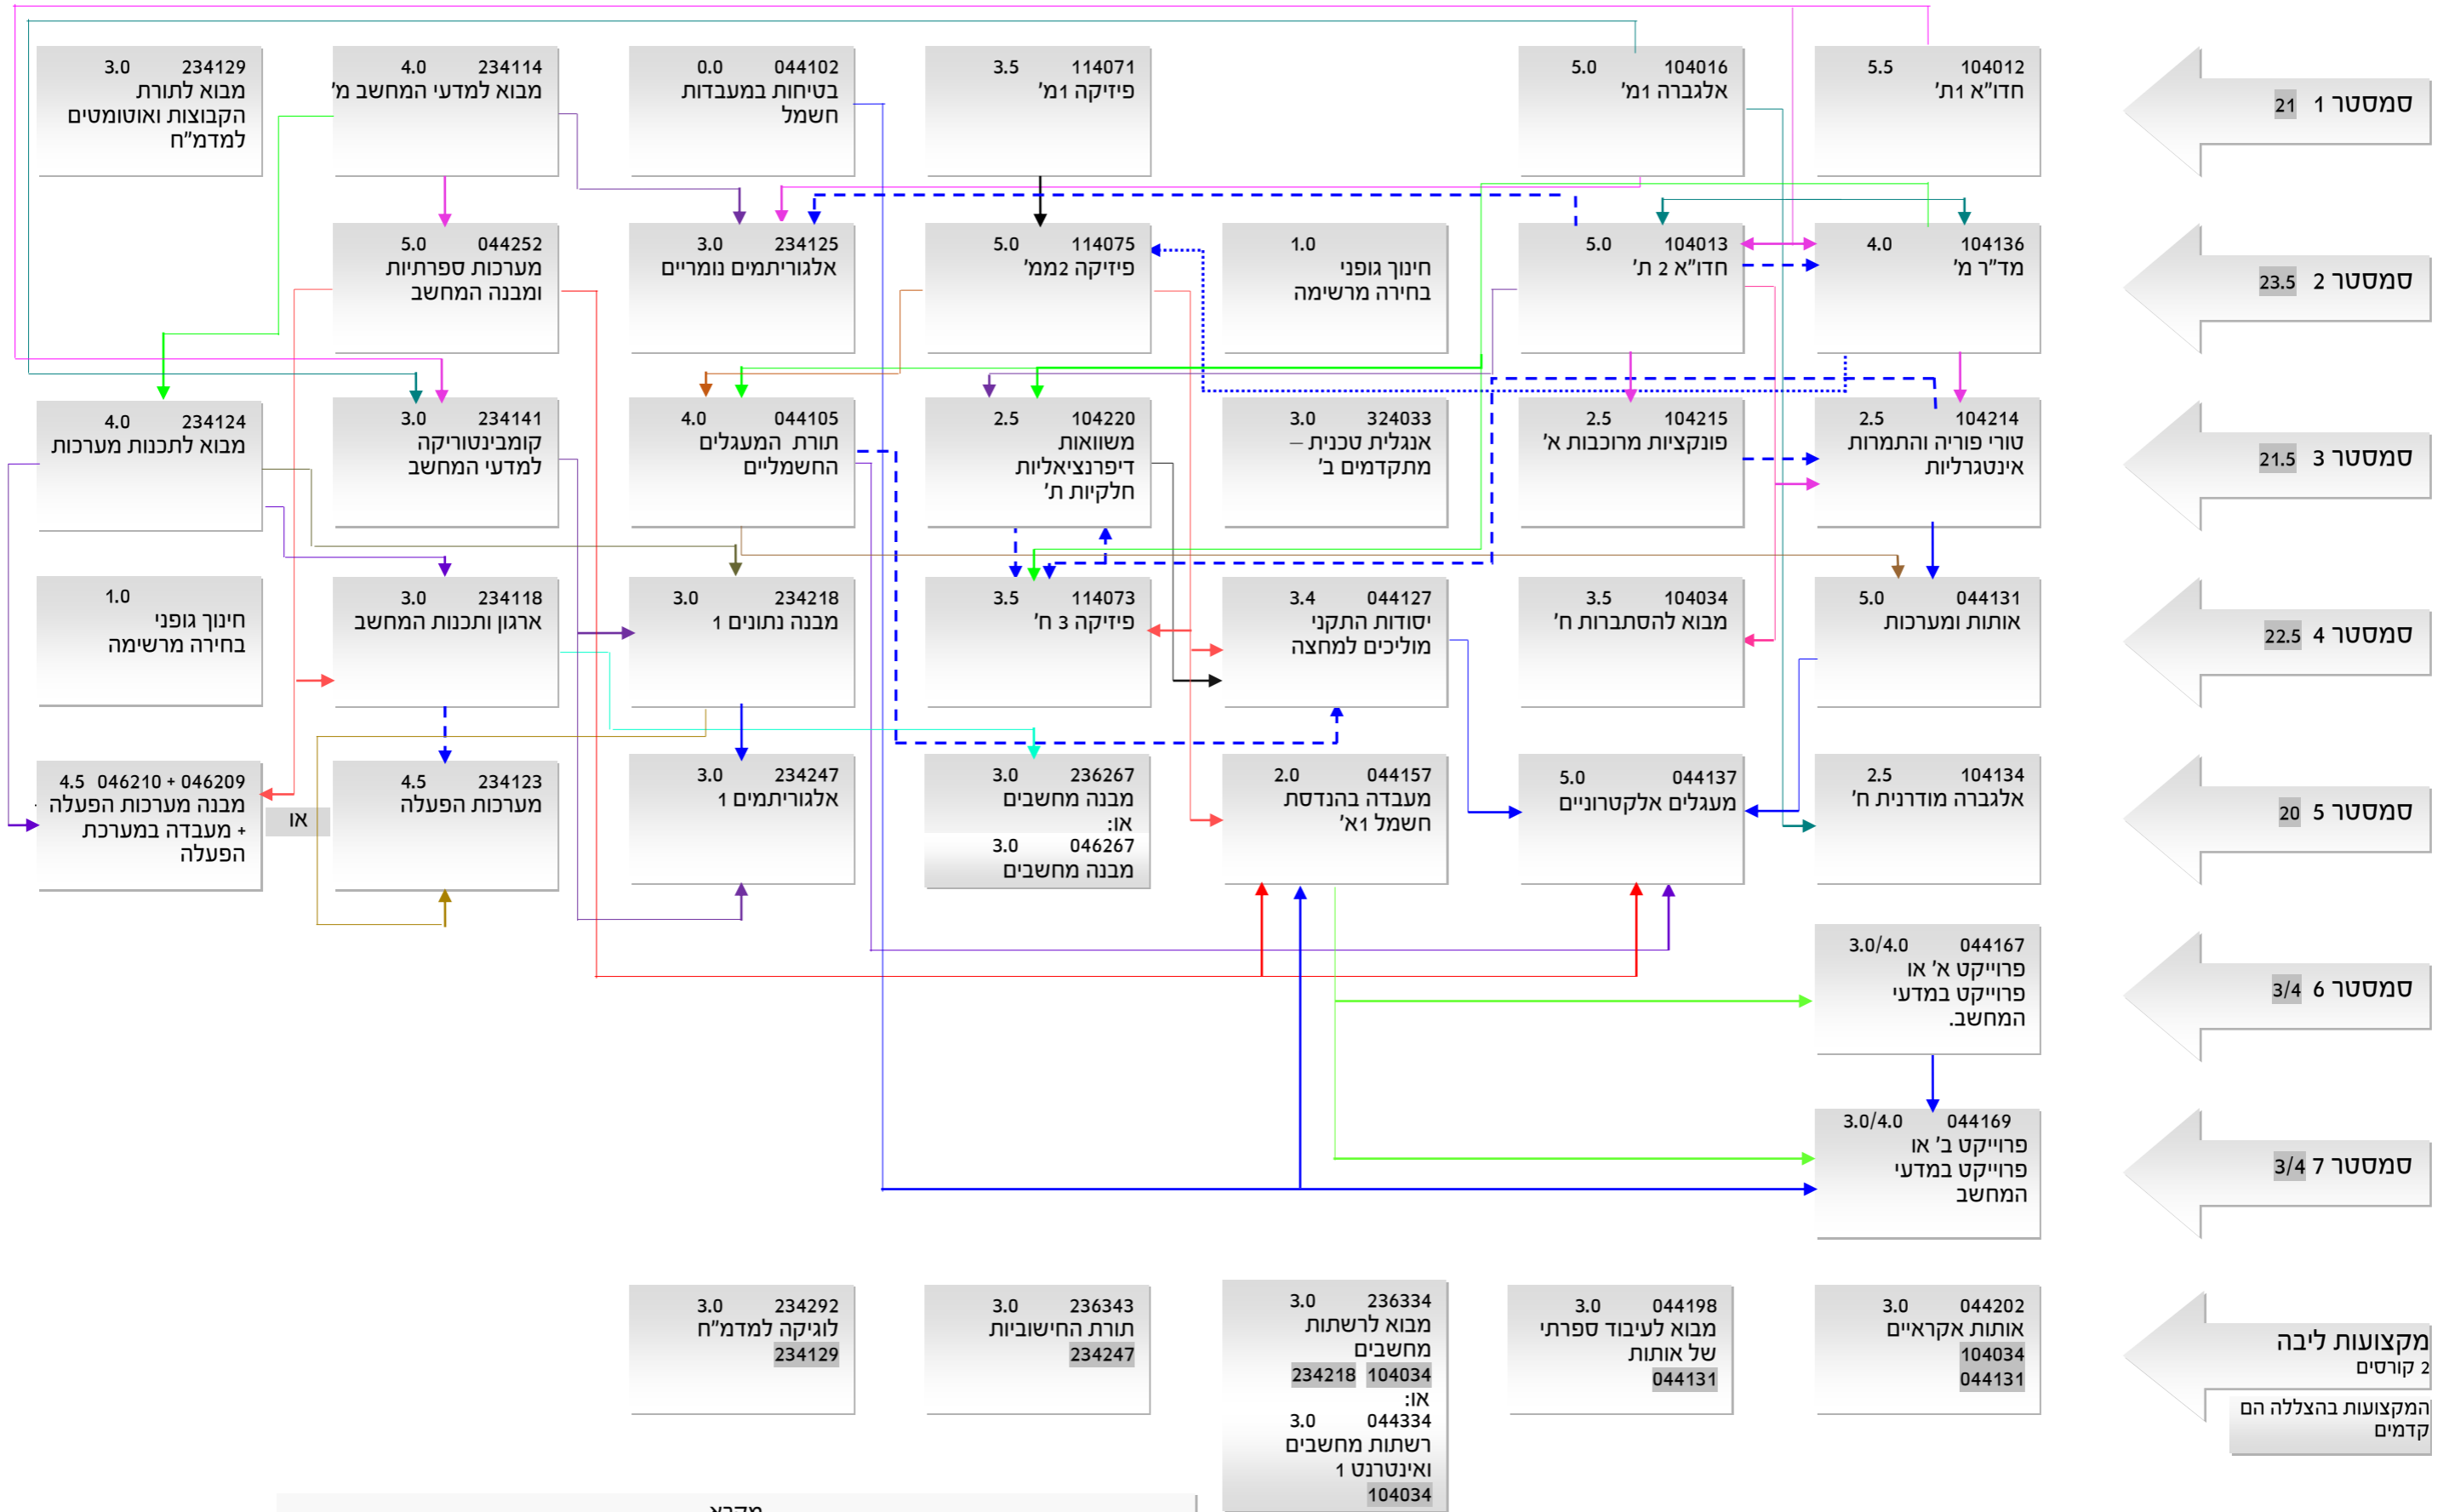 סמסטר 1 21
104012 5.5
חדו"א 1ת'
104016 5.0
אלגברה 1מ'
114071 3.5
פיזיקה 1מ'
044102 0.0
בטיחות במעבדות
חשמל
234114 4.0
מבוא למדעי המחשב מ'
234129 3.0
מבוא לתורת
הקבוצות ואוטומטים
למדמ"ח
סמסטר 2 23.5
104136 4.0
מד"ר מ'
104013 5.0
חדו"א 2 ת'
1.0
חינוך גופני
בחירה מרשימה
114075 5.0
פיזיקה 2ממ'
234125 3.0
אלגוריתמים נומריים
044252 5.0
מערכות ספרתיות
ומבנה המחשב
סמסטר 3 21.5
104214 2.5
טורי פוריה והתמרות
אינטגרליות
104215 2.5
פונקציות מרוכבות א'
324033 3.0
אנגלית טכנית –
מתקדמים ב'
104220 2.5
משוואות
דיפרנציאליות
חלקיות ת'
044105 4.0
תורת המעגלים
החשמליים
234141 3.0
קומבינטוריקה
למדעי המחשב
234124 4.0
מבוא לתכנות מערכות
סמסטר 4 22.5
044131 5.0
אותות ומערכות
104034 3.5
מבוא להסתברות ח'
044127 3.4
יסודות התקני
מוליכים למחצה
114073 3.5
פיזיקה 3 ח'
234218 3.0
מבנה נתונים 1
234118 3.0
ארגון ותכנות המחשב
1.0
חינוך גופני
בחירה מרשימה
סמסטר 5 20
104134 2.5
אלגברה מודרנית ח'
044137 5.0
מעגלים אלקטרוניים
044157 2.0
מעבדה בהנדסת
חשמל 1א'
236267 3.0
מבנה מחשבים
או:
046267 3.0
מבנה מחשבים
234247 3.0
אלגוריתמים 1
234123 4.5
מערכות הפעלה
או
046209 + 046210 4.5
מבנה מערכות הפעלה
+ מעבדה במערכת
הפעלה
סמסטר 6 3/4
044167 3.0/4.0
פרוייקט א' או
פרוייקט במדעי
המחשב.
סמסטר 7 3/4
044169 3.0/4.0
פרוייקט ב' או
פרוייקט במדעי
המחשב
מקצועות ליבה
2 קורסים
המקצועות בהצללה הם
קדמים
044202 3.0
אותות אקראיים
104034
044131
044198 3.0
מבוא לעיבוד ספרתי
של אותות
044131
236334 3.0
מבוא לרשתות
מחשבים
104034 234218
או:
044334 3.0
רשתות מחשבים
ואינטרנט 1
104034
236343 3.0
תורת החישוביות
234247
234292 3.0
לוגיקה למדמ"ח
234129